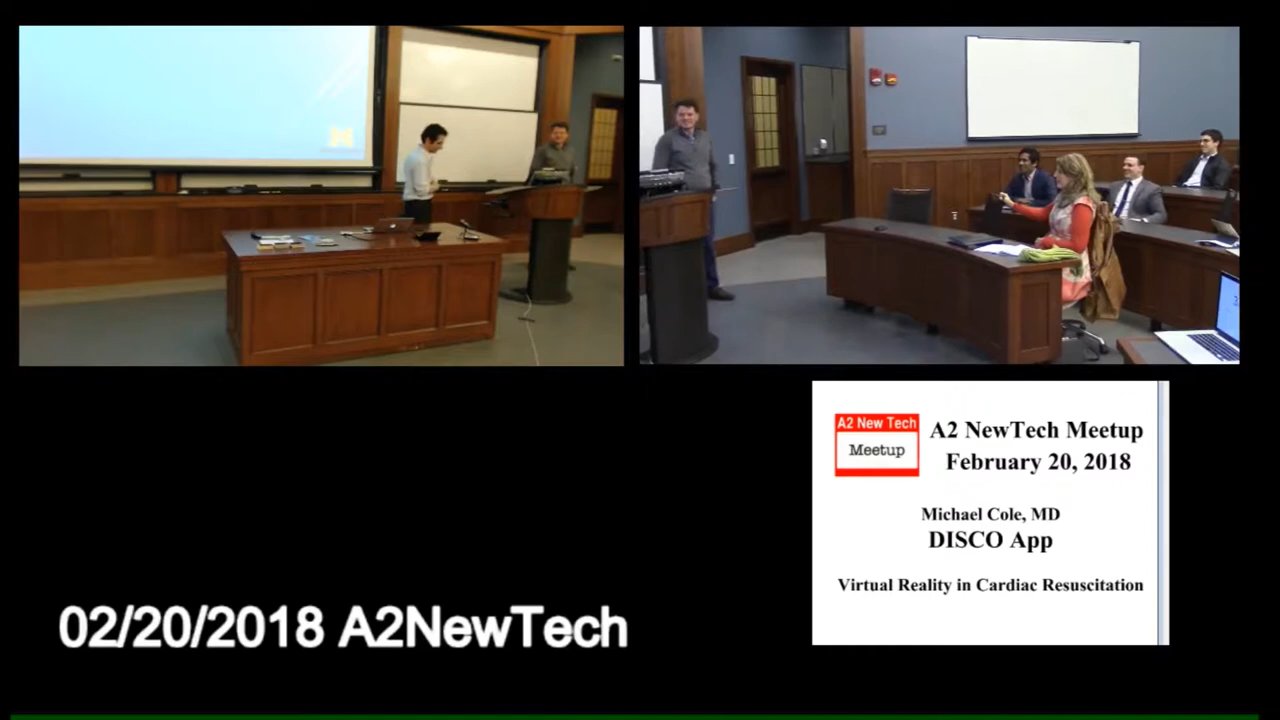 M
A2 New Tech
Meetup
A2 NewTech Meetup
February 20, 2018
Michael Cole, MD
DISCO App
Virtual Reality in Cardiac Resuscitation
02/20/2018 A2NewTech